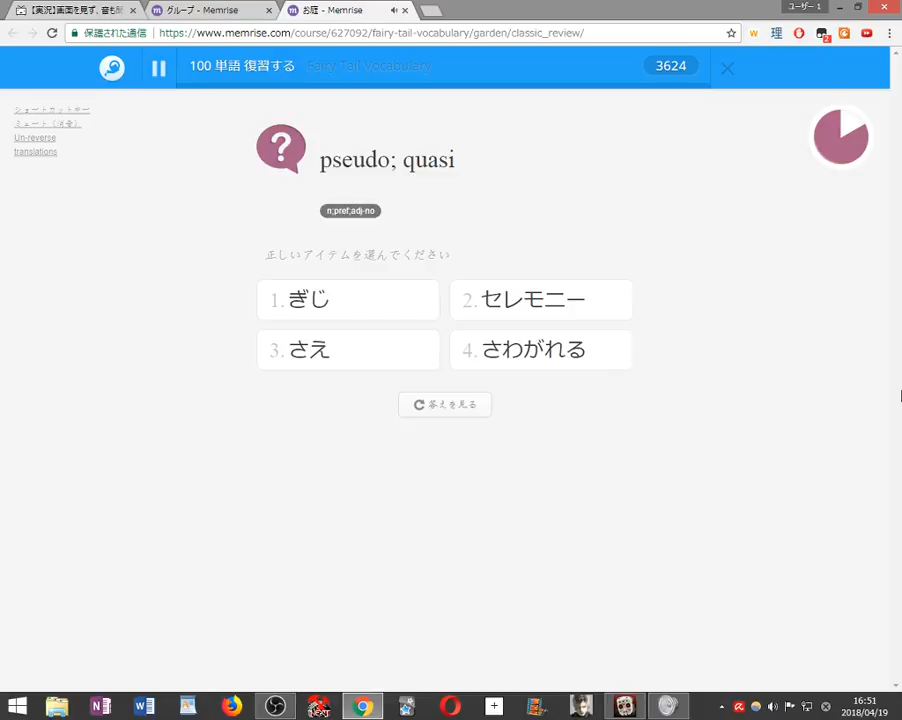 【実況】画面を見ず、音も
グループ - Memrise
お庭 - Memrise
ユーザー 1
保護された通信
https://www.memrise.com/course/627092/fairy-tail-vocabulary/garden/classic_review/
100 単語 復習する
Fairy Tail Vocabulary
3624
ショートカットキー
ミュート（消音）
Un-reverse
translations
pseudo; quasi
n;pref;adj-no
正しいアイテムを選んでください
1. ぎじ
2. セレモニー
3. さえ
4. さわがれる
答えを見る
16:51
2018/04/19